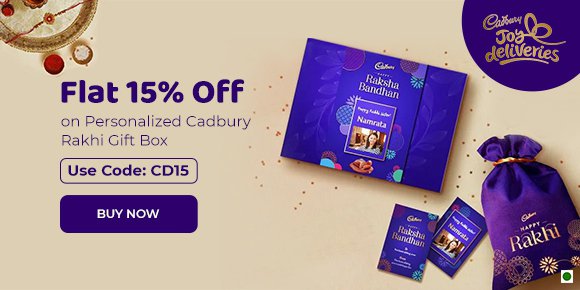 Flat 15% Off
on Personalized Cadbury
Rakhi Gift Box
Use Code: CD15
BUY NOW
Cadbury
Joy
deliveries
Cadbury
HAPPY
Raksha
Bandhan
Happy Rakhi sister!
Namrata
Cadbury
HAPPY
Raksha
Bandhan
Namrata
Cadbury
HAPPY
Rakhi